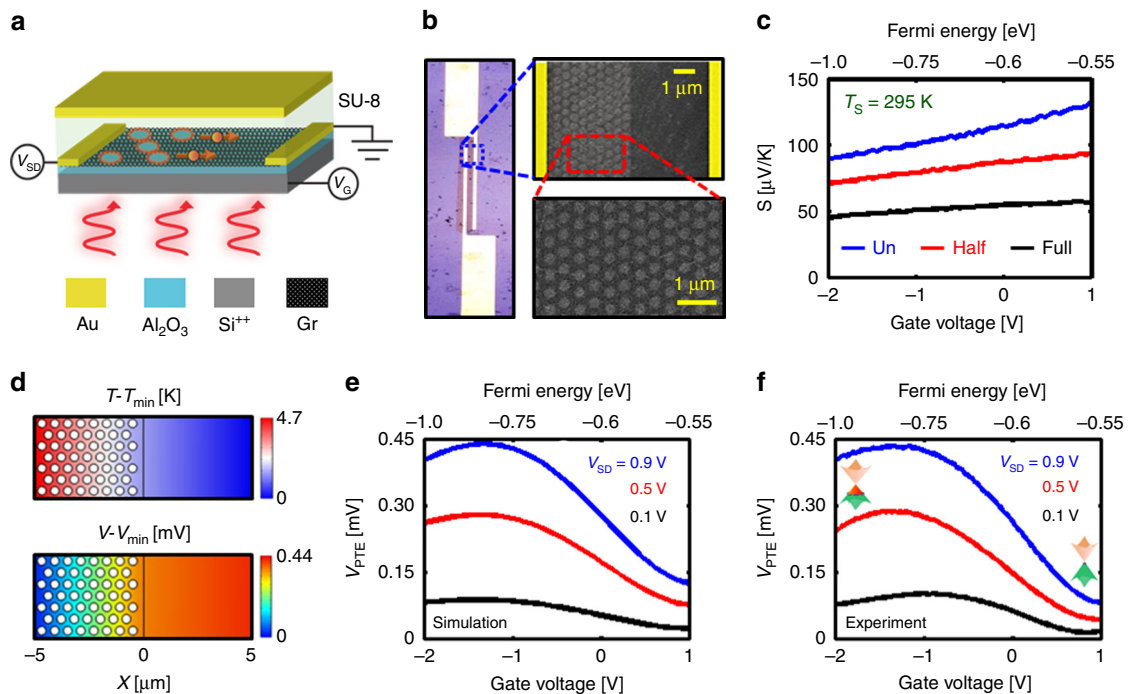 a
SU-8
V_SD
V_G
Au
Al₂O₃
Si⁺⁺
Gr
b
1 μm
1 μm
c
Fermi energy [eV]
−1.0 −0.75 −0.6 −0.55
150
100
50
0
S [μV/K]
T_S = 295 K
Un Half Full
−2 −1 0 1
Gate voltage [V]
d
T-T_min [K]
4.7
0
V-V_min [mV]
0.44
0
−5 0 5
X [μm]
e
Fermi energy [eV]
−1.0 −0.75 −0.6 −0.55
0.45
0.30
0.15
0
V_PTE [mV]
V_SD = 0.9 V
0.5 V
0.1 V
Simulation
−2 −1 0 1
Gate voltage [V]
f
Fermi energy [eV]
−1.0 −0.75 −0.6 −0.55
0.45
0.30
0.15
0
V_PTE [mV]
V_SD = 0.9 V
0.5 V
0.1 V
Experiment
−2 −1 0 1
Gate voltage [V]